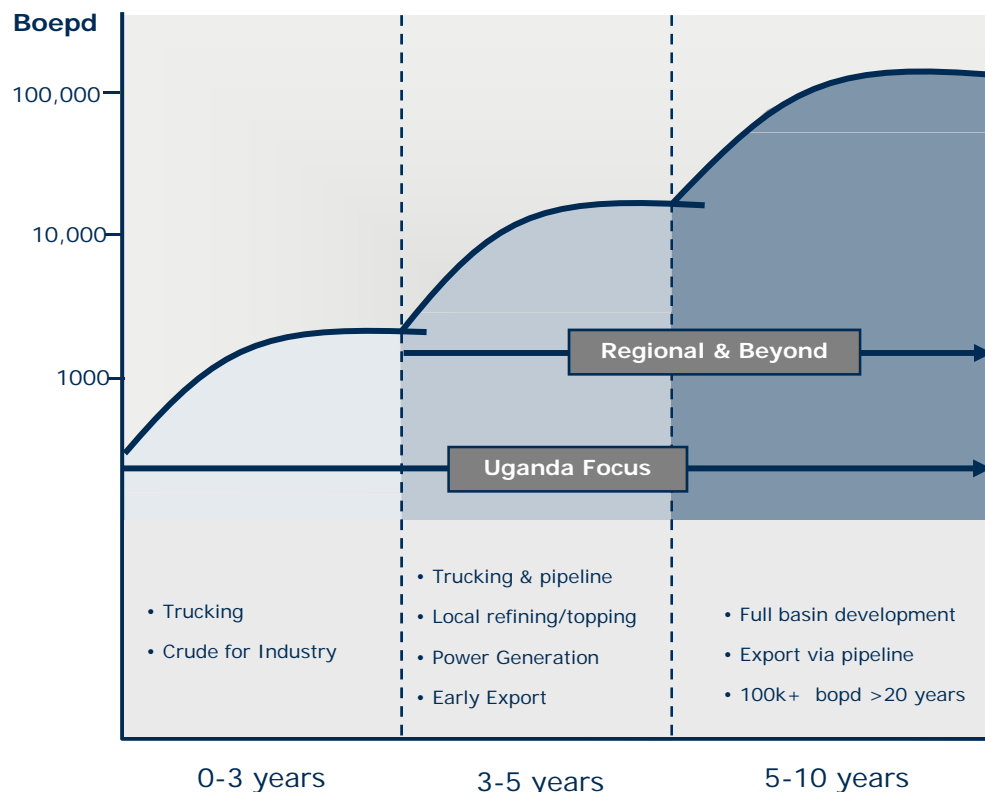 Boepd
100,000
10,000
1000
Regional & Beyond
Uganda Focus
• Trucking
• Crude for Industry
• Trucking & pipeline
• Local refining/topping
• Power Generation
• Early Export
• Full basin development
• Export via pipeline
• 100k+ bopd >20 years
0-3 years
3-5 years
5-10 years